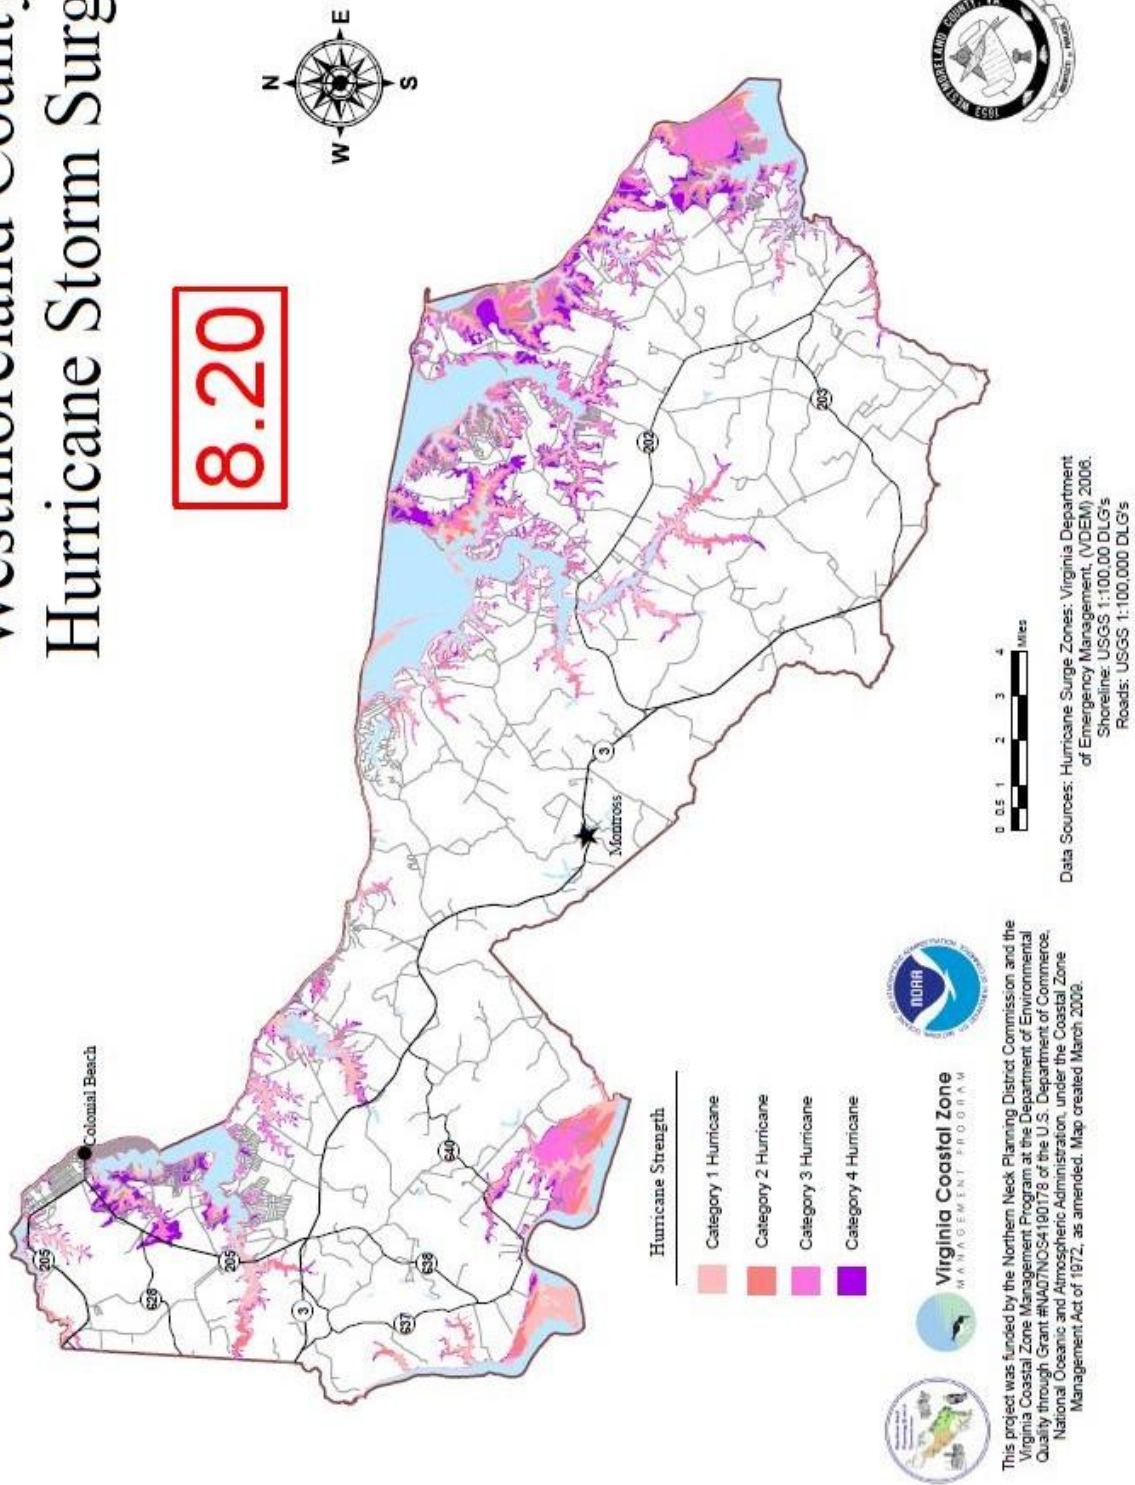 Westmoreland County
Hurricane Storm Surg
8.20
N
E
S
W
WESTMORELAND COUNTY, VA
1653
Colonial Beach
205
628
205
3
638
637
640
Montross
3
202
203
Hurricane Strength
Category 1 Hurricane
Category 2 Hurricane
Category 3 Hurricane
Category 4 Hurricane
0 0.5 1 2 3 4
Miles
Virginia Coastal Zone
MANAGEMENT PROGRAM
NOAA
Data Sources: Hurricane Surge Zones: Virginia Department
of Emergency Management, (VDEM) 2006.
Shoreline: USGS 1:100,00 DLG's
Roads: USGS 1:100,000 DLG's
This project was funded by the Northern Neck Planning District Commission and the
Virginia Coastal Zone Management Program at the Department of Environmental
Quality through Grant #NA07NOS4190178 of the U.S. Department of Commerce,
National Oceanic and Atmospheric Administration, under the Coastal Zone
Management Act of 1972, as amended. Map created March 2009.